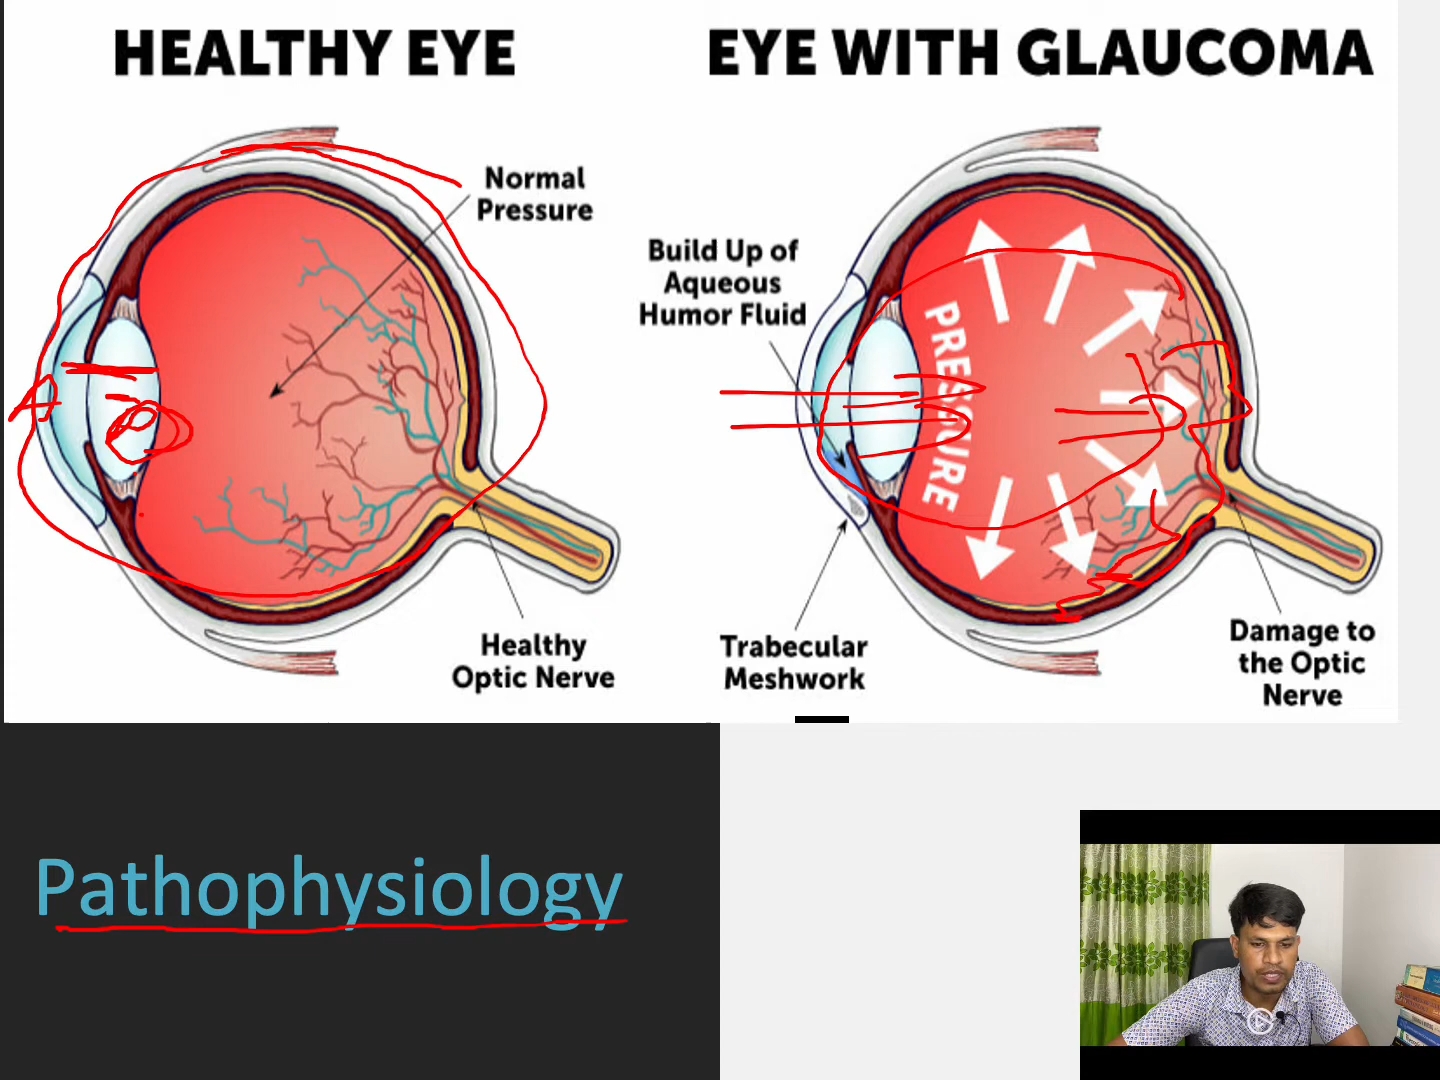 HEALTHY EYE
EYE WITH GLAUCOMA
Normal
Pressure
Build Up of
Aqueous
Humor Fluid
PRESSURE
Healthy
Optic Nerve
Trabecular
Meshwork
Damage to
the Optic
Nerve
Pathophysiology